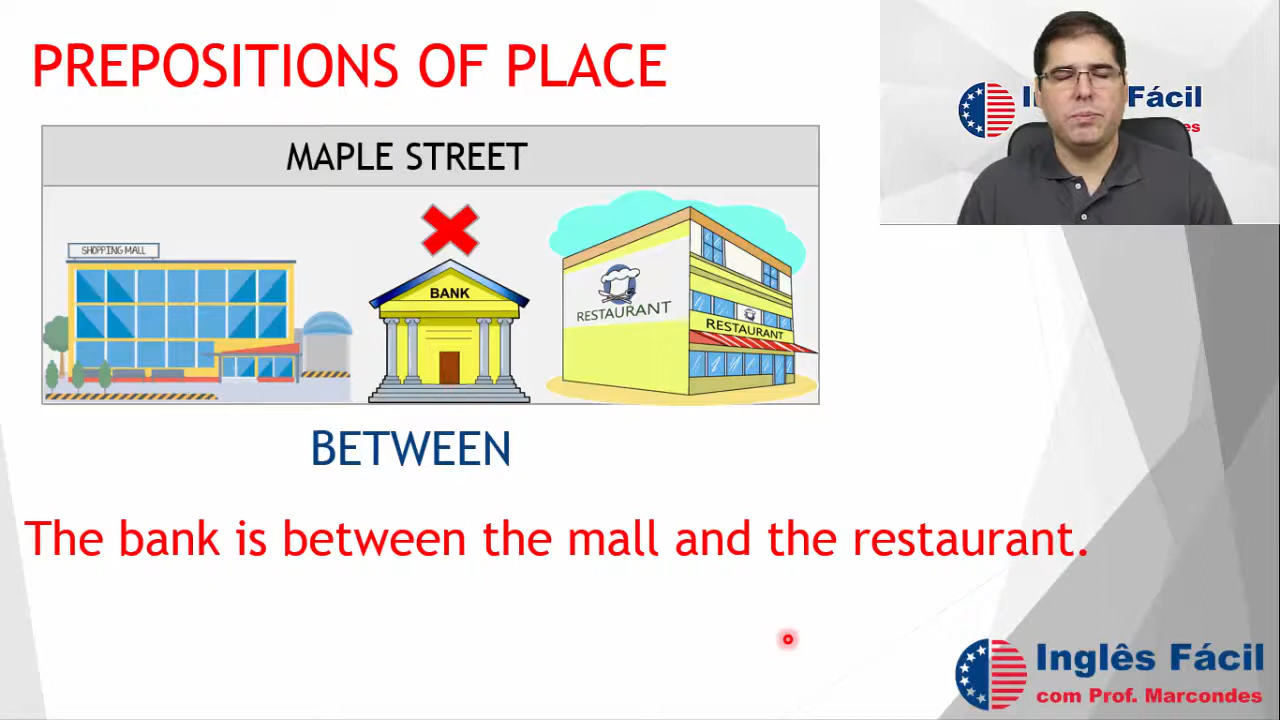 PREPOSITIONS OF PLACE
MAPLE STREET
SHOPPING MALL
BANK
RESTAURANT
RESTAURANT
BETWEEN
The bank is between the mall and the restaurant.
Fácil
Inglês Fácil
com Prof. Marcondes